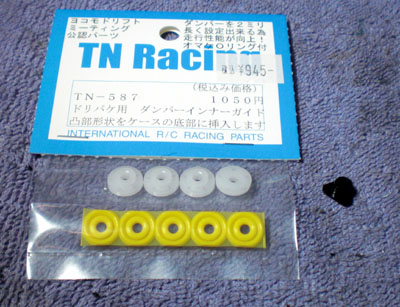 ヨコモドリフト
ミーティング
公認パーツ
ダンパーを2ミリ
長く設定出来る為
走行性能が向上!
オマケOリング付
TN Racing
税込¥945-
(税込み価格)
TN-587 1050円
ドリパケ用 ダンパーインナーガイド
凸部形状をケースの底部に挿入します
INTERNATIONAL R/C RACING PARTS